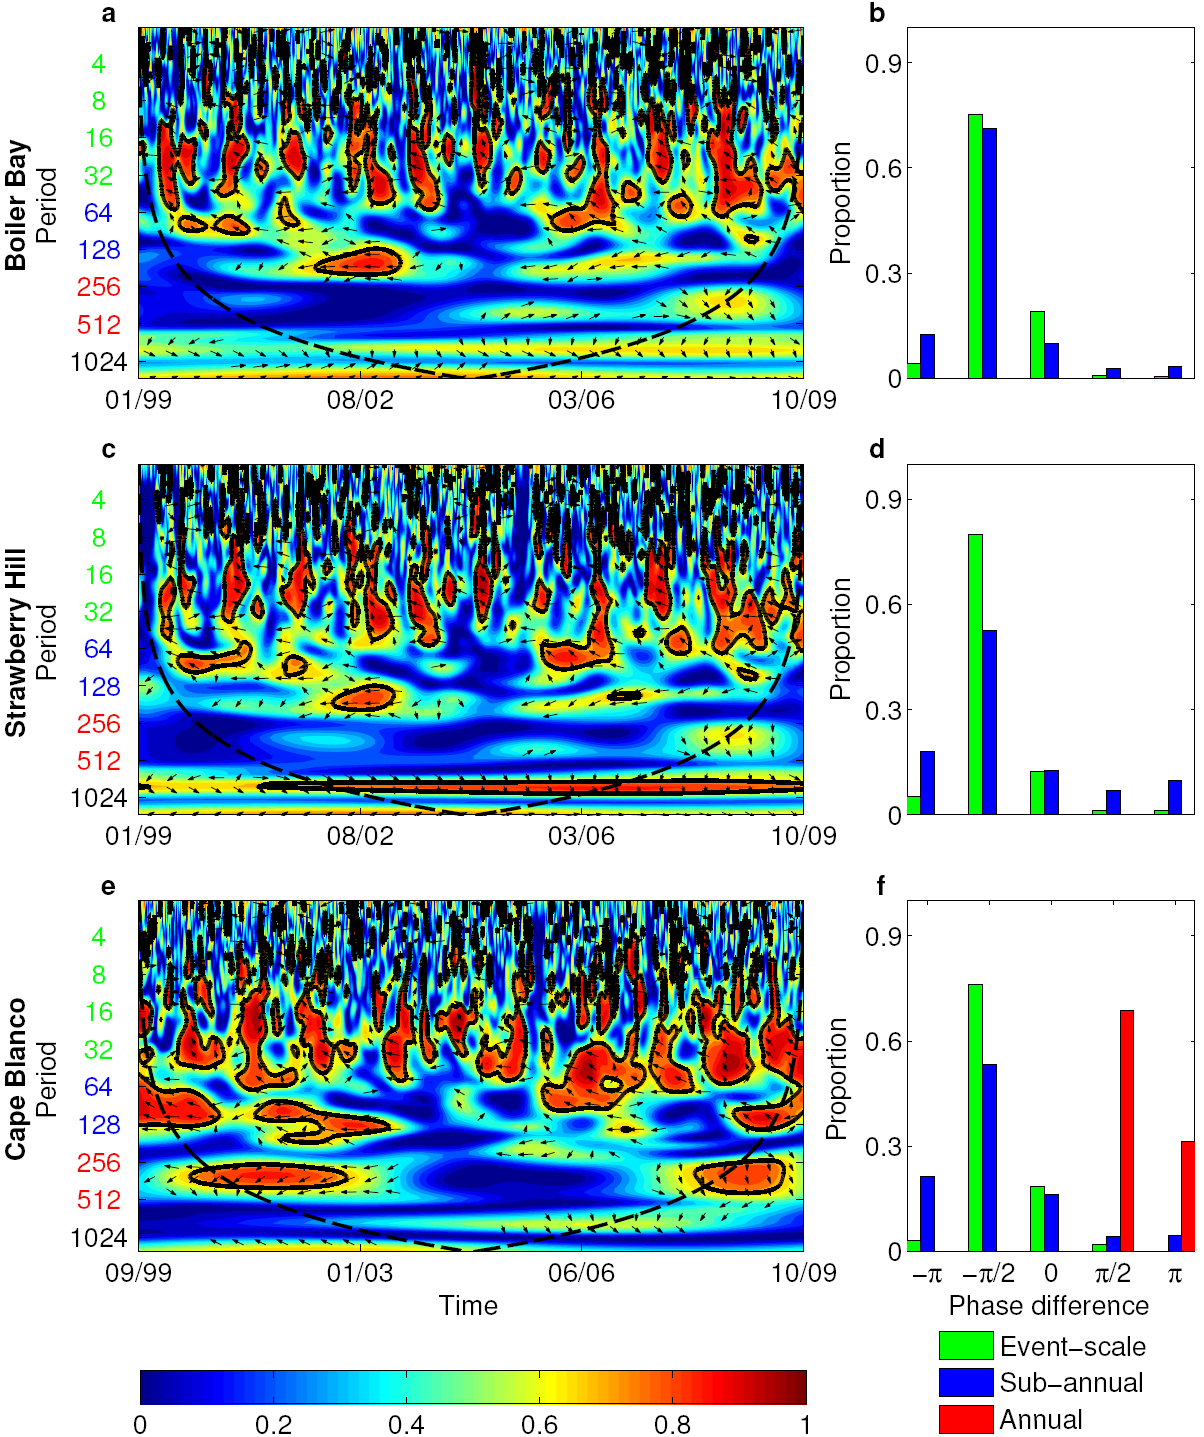 a
b
Boiler Bay
Period
4
8
16
32
64
128
256
512
1024
01/99
08/02
03/06
10/09
Proportion
0.9
0.6
0.3
0
c
d
Strawberry Hill
Period
4
8
16
32
64
128
256
512
1024
01/99
08/02
03/06
10/09
Proportion
0.9
0.6
0.3
0
e
f
Cape Blanco
Period
4
8
16
32
64
128
256
512
1024
09/99
01/03
06/06
10/09
Time
Proportion
0.9
0.6
0.3
0
−π
−π/2
0
π/2
π
Phase difference
Event−scale
Sub−annual
Annual
0
0.2
0.4
0.6
0.8
1